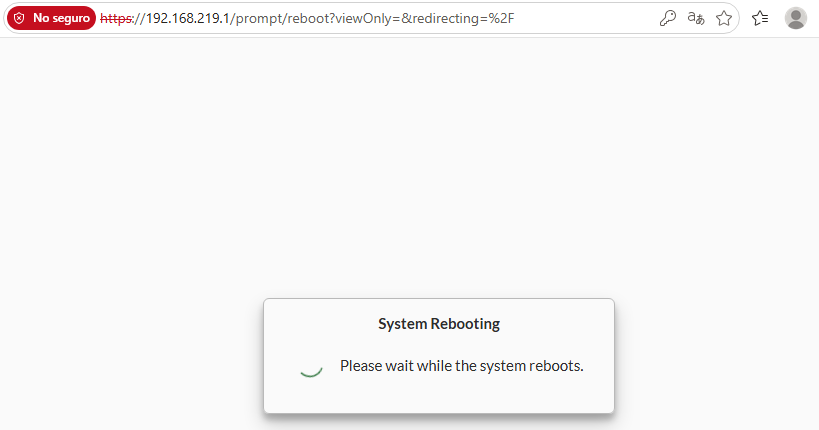 No seguro https://192.168.219.1/prompt/reboot?viewOnly=&redirecting=%2F
System Rebooting
Please wait while the system reboots.